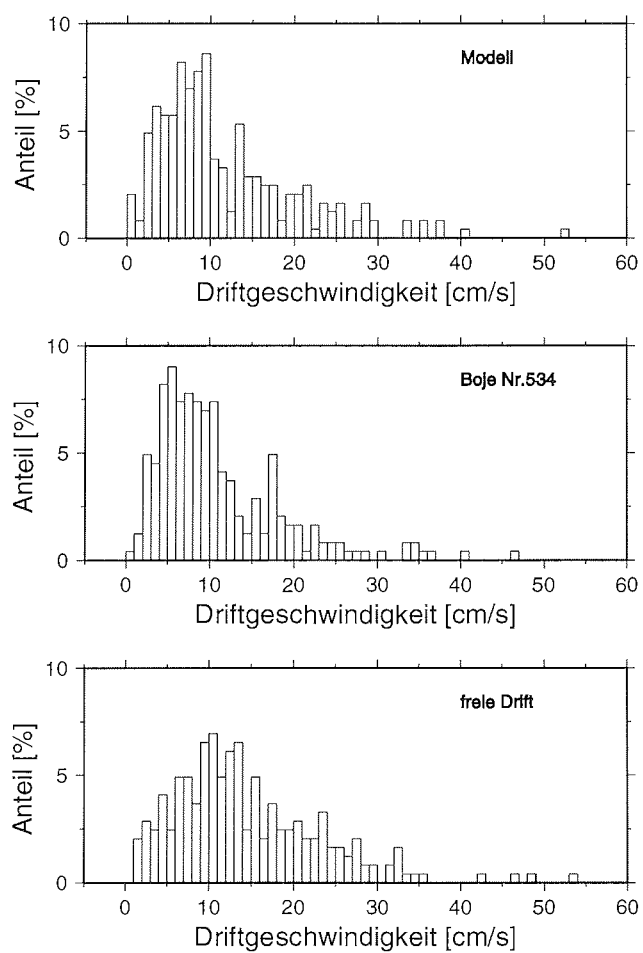 10
Modell
Anteil [%]
5
0
0 10 20 30 40 50 60
Driftgeschwindigkeit [cm/s]
10
Boje Nr.534
Anteil [%]
5
0
0 10 20 30 40 50 60
Driftgeschwindigkeit [cm/s]
10
freie Drift
Anteil [%]
5
0
0 10 20 30 40 50 60
Driftgeschwindigkeit [cm/s]